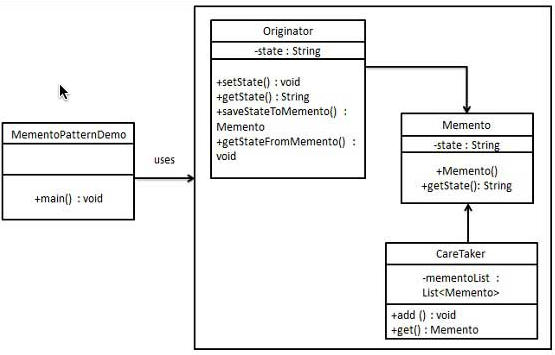 Originator
-state : String
+setState() : void
+getState() : String
+saveStateToMemento() :
Memento
+getStateFromMemento() :
void
Memento
-state : String
+Memento()
+getState(): String
MementoPatternDemo
+main() : void
uses
CareTaker
-mementoList :
List<Memento>
+add () : void
+get() : Memento